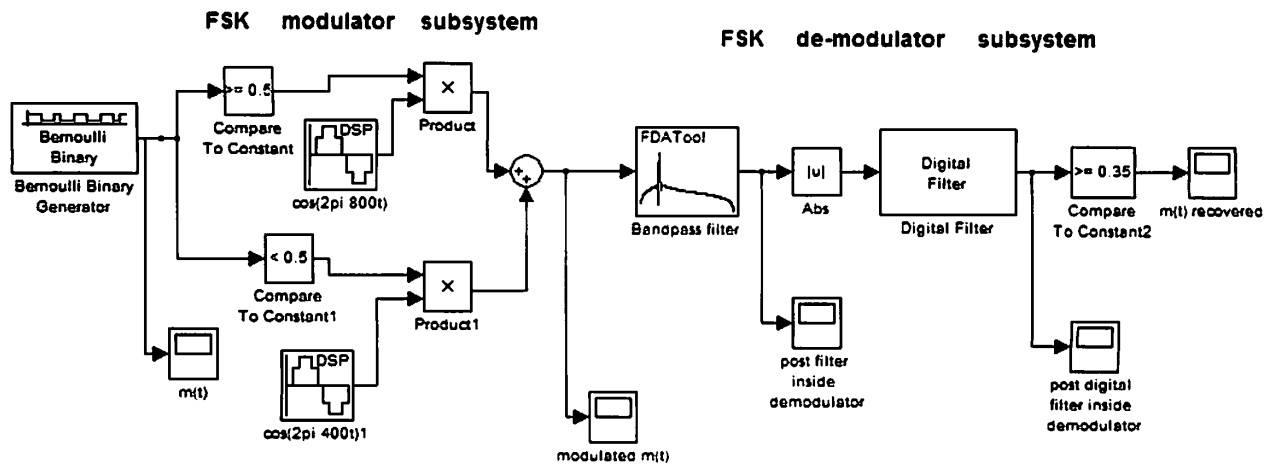 FSK modulator subsystem
FSK de-modulator subsystem
Bernoulli
Binary
Bernoulli Binary
Generator
>= 0.5
Compare
To Constant
DSP
cos(2pi 800t)
×
Product
< 0.5
Compare
To Constant1
DSP
cos(2pi 400t)1
×
Product1
m(t)
modulated m(t)
FDATool
Bandpass filter
|u|
Abs
Digital
Filter
Digital Filter
>= 0.35
Compare
To Constant2
m(t) recovered
post filter
inside
demodulator
post digital
filter inside
demodulator